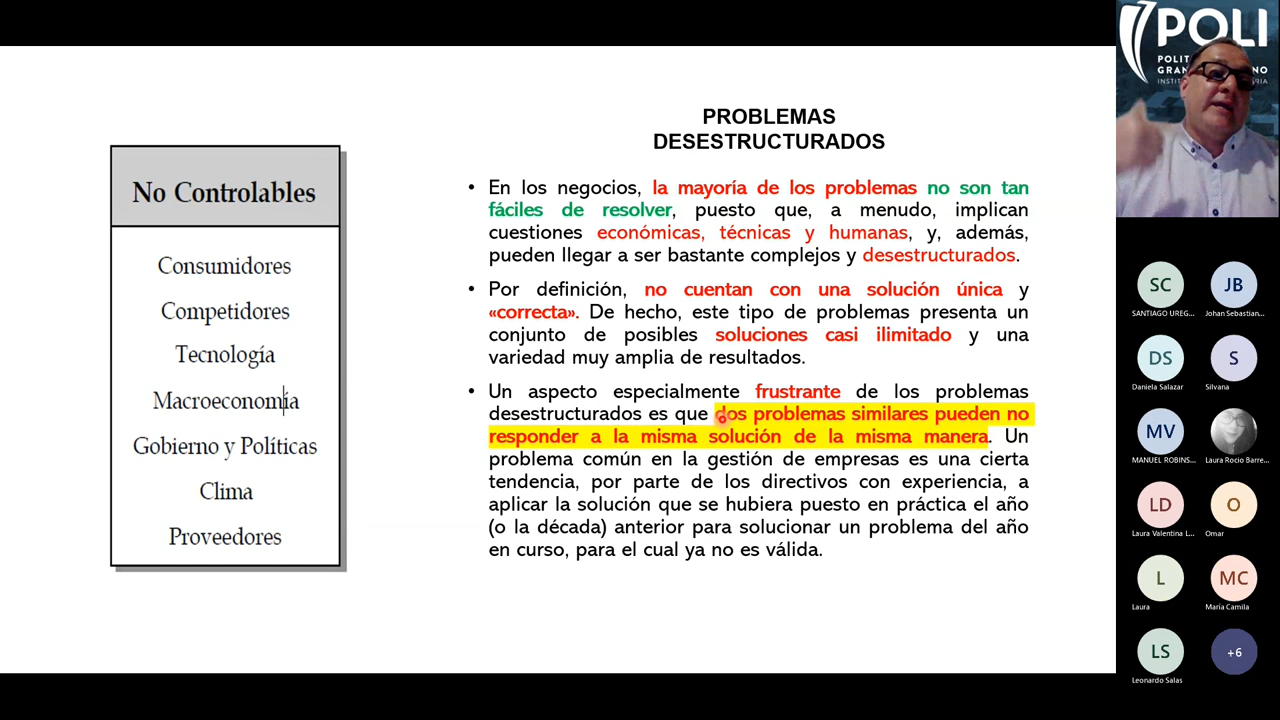 No Controlables
Consumidores
Competidores
Tecnología
Macroeconomía
Gobierno y Políticas
Clima
Proveedores
PROBLEMAS
DESESTRUCTURADOS
• En los negocios, la mayoría de los problemas no son tan
fáciles de resolver, puesto que, a menudo, implican
cuestiones económicas, técnicas y humanas, y, además,
pueden llegar a ser bastante complejos y desestructurados.
• Por definición, no cuentan con una solución única y
«correcta». De hecho, este tipo de problemas presenta un
conjunto de posibles soluciones casi ilimitado y una
variedad muy amplia de resultados.
• Un aspecto especialmente frustrante de los problemas
desestructurados es que dos problemas similares pueden no
responder a la misma solución de la misma manera. Un
problema común en la gestión de empresas es una cierta
tendencia, por parte de los directivos con experiencia, a
aplicar la solución que se hubiera puesto en práctica el año
(o la década) anterior para solucionar un problema del año
en curso, para el cual ya no es válida.
POLI
SC
JB
SANTIAGO UREG...
Johan Sebastian...
DS
S
Daniela Salazar
Silvana
MV
MANUEL ROBINS...
Laura Rocio Barre...
LD
O
Laura Valentina L...
Omar
L
MC
Laura
María Camila
LS
+6
Leonardo Salas